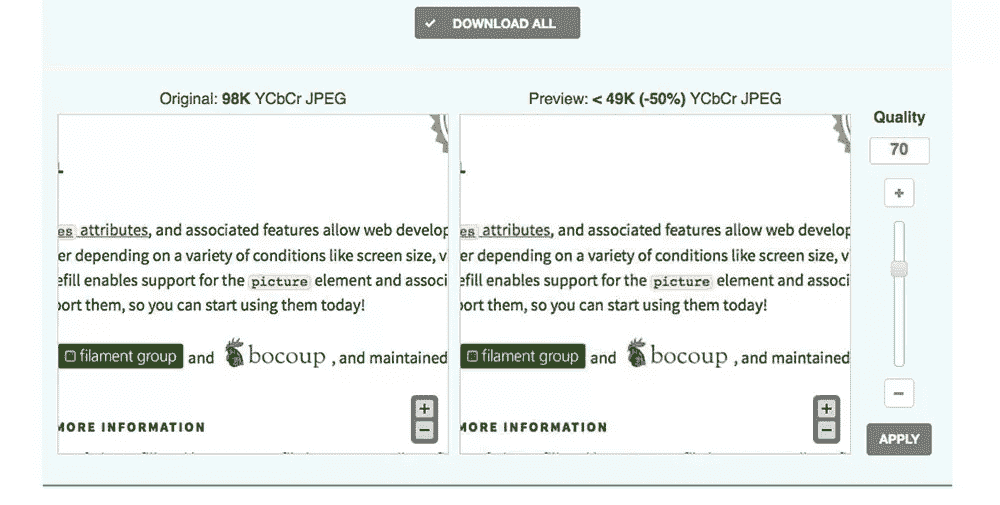 DOWNLOAD ALL
Original: 98K YCbCr JPEG
Preview: < 49K (-50%) YCbCr JPEG
Quality
70
es attributes, and associated features allow web develop
er depending on a variety of conditions like screen size, v
efill enables support for the picture element and associ
port them, so you can start using them today!
filament group and bocoup , and maintained
MORE INFORMATION
es attributes, and associated features allow web develop
er depending on a variety of conditions like screen size, v
efill enables support for the picture element and associ
port them, so you can start using them today!
filament group and bocoup , and maintained
MORE INFORMATION
APPLY